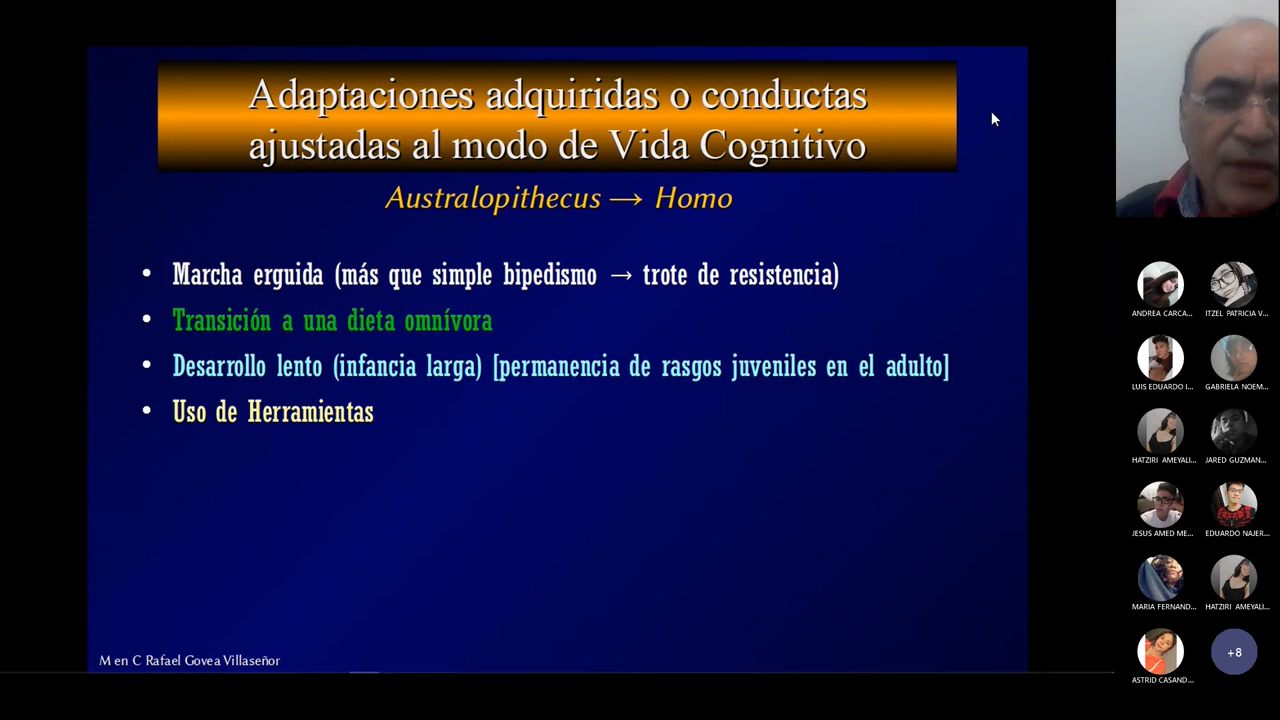 Adaptaciones adquiridas o conductas
ajustadas al modo de Vida Cognitivo
Australopithecus → Homo
• Marcha erguida (más que simple bipedismo → trote de resistencia)
• Transición a una dieta omnívora
• Desarrollo lento (infancia larga) [permanencia de rasgos juveniles en el adulto]
• Uso de Herramientas
M en C Rafael Govea Villaseñor
ANDREA CARCA...
ITZEL PATRICIA V...
LUIS EDUARDO I...
GABRIELA NOEM...
HATZIRI AMEYALI...
JARED GUZMAN...
JESUS AMED ME...
EDUARDO NAJER...
MARIA FERNAND...
HATZIRI AMEYALI...
ASTRID CASAND...
+8